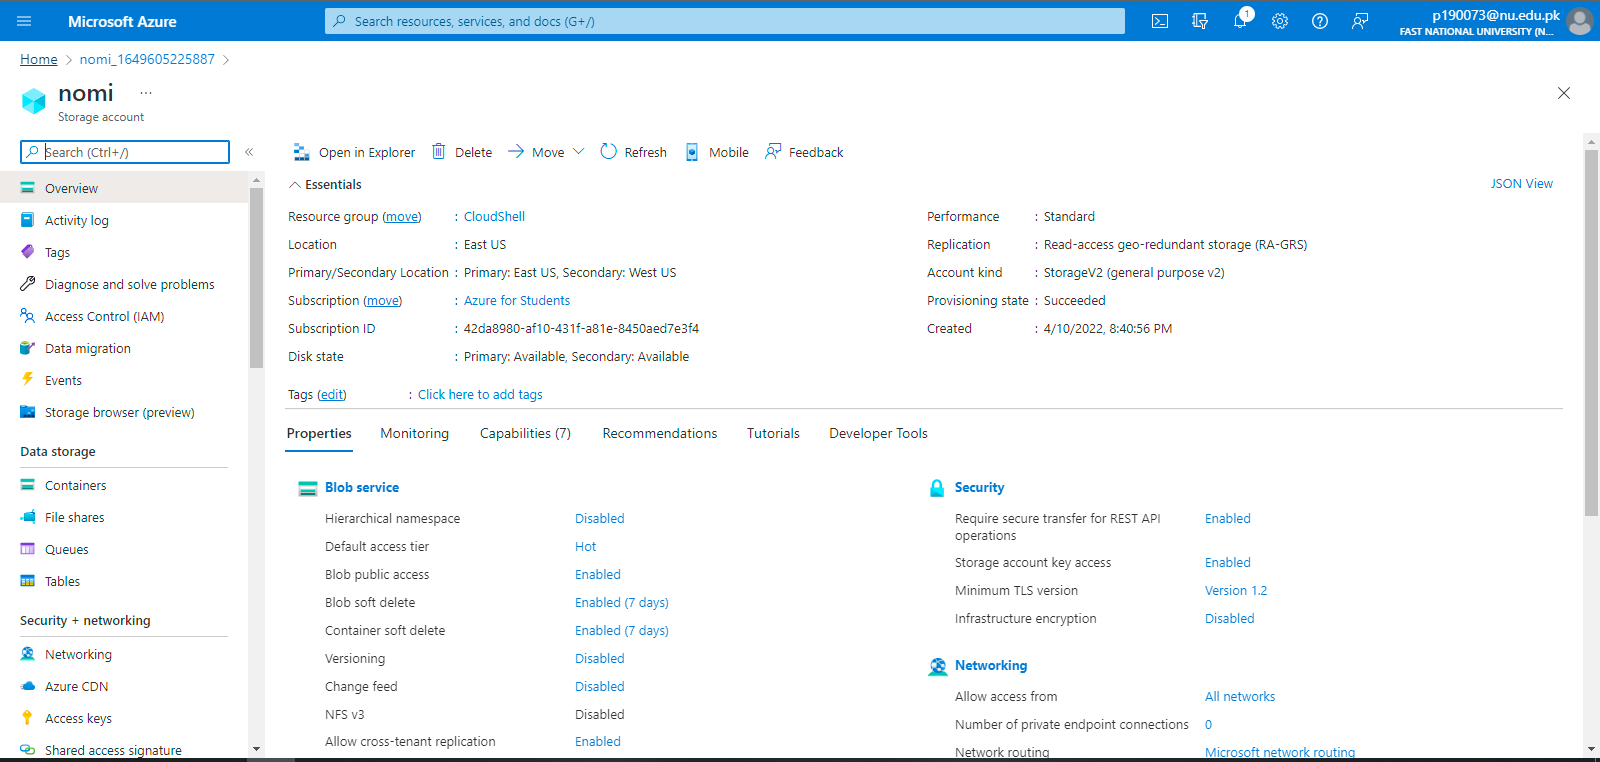 Microsoft Azure
Search resources, services, and docs (G+/)
1
p190073@nu.edu.pk
FAST NATIONAL UNIVERSITY (N...
Home > nomi_1649605225887 >
nomi ...
Storage account
Search (Ctrl+/)
«
Overview
Activity log
Tags
Diagnose and solve problems
Access Control (IAM)
Data migration
Events
Storage browser (preview)
Data storage
Containers
File shares
Queues
Tables
Security + networking
Networking
Azure CDN
Access keys
Shared access signature
Open in Explorer Delete Move Refresh Mobile Feedback
Essentials
JSON View
Resource group (move) : CloudShell
Location : East US
Primary/Secondary Location : Primary: East US, Secondary: West US
Subscription (move) : Azure for Students
Subscription ID : 42da8980-af10-431f-a81e-8450aed7e3f4
Disk state : Primary: Available, Secondary: Available
Performance : Standard
Replication : Read-access geo-redundant storage (RA-GRS)
Account kind : StorageV2 (general purpose v2)
Provisioning state : Succeeded
Created : 4/10/2022, 8:40:56 PM
Tags (edit) : Click here to add tags
Properties Monitoring Capabilities (7) Recommendations Tutorials Developer Tools
Blob service
Hierarchical namespace Disabled
Default access tier Hot
Blob public access Enabled
Blob soft delete Enabled (7 days)
Container soft delete Enabled (7 days)
Versioning Disabled
Change feed Disabled
NFS v3 Disabled
Allow cross-tenant replication Enabled
Security
Require secure transfer for REST API Enabled
operations
Storage account key access Enabled
Minimum TLS version Version 1.2
Infrastructure encryption Disabled
Networking
Allow access from All networks
Number of private endpoint connections 0
Network routing Microsoft network routing